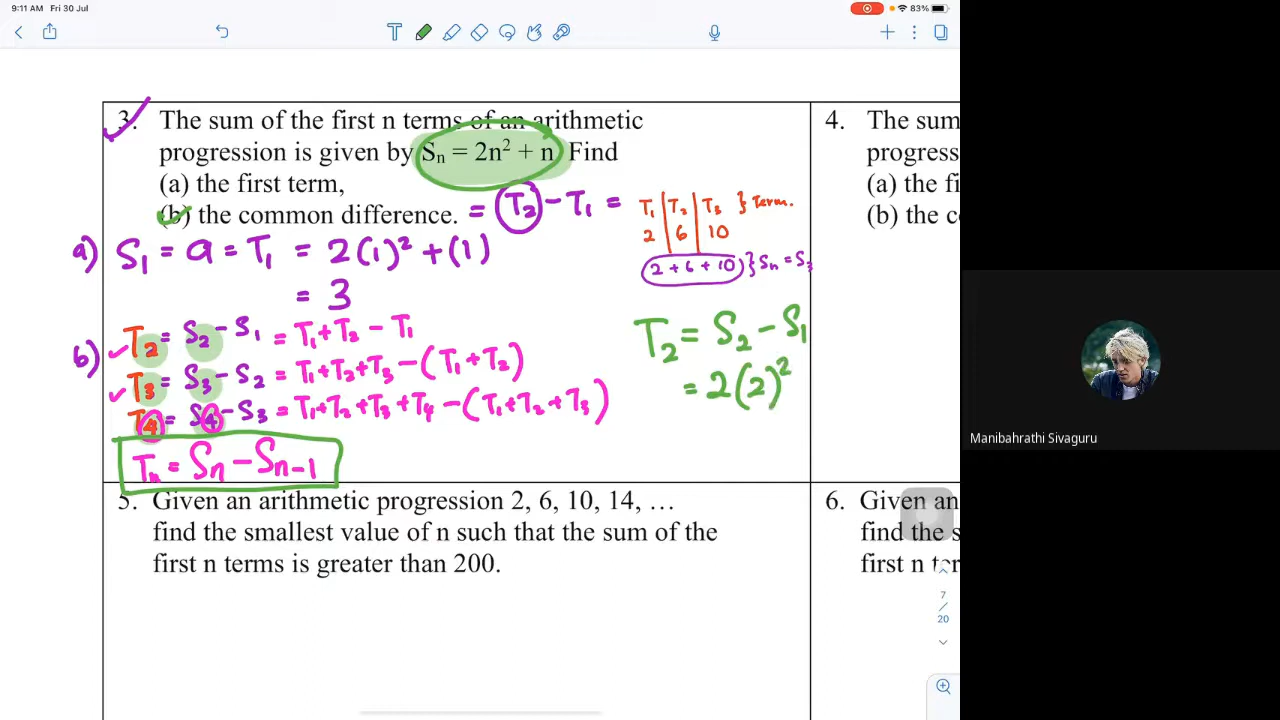 9:11 AM Fri 30 Jul
83%
3. The sum of the first n terms of an arithmetic
progression is given by Sₙ = 2n² + n. Find
(a) the first term,
(b) the common difference. = T₂ - T₁ =
T₁ | T₂ | T₃ } Term.
2 | 6 | 10
2 + 6 + 10 } Sₙ = S₃
a) S₁ = a = T₁ = 2(1)² + (1)
= 3
b) T₂ = S₂ - S₁ = T₁ + T₂ - T₁
T₃ = S₃ - S₂ = T₁ + T₂ + T₃ - (T₁ + T₂)
T₄ = S₄ - S₃ = T₁ + T₂ + T₃ + T₄ - (T₁ + T₂ + T₃)
Tₙ = Sₙ - Sₙ₋₁
T₂ = S₂ - S₁
= 2(2)²
4. The sum
progress
(a) the fi
(b) the c
5. Given an arithmetic progression 2, 6, 10, 14, …
find the smallest value of n such that the sum of the
first n terms is greater than 200.
6. Given an
find the s
first n ter
7
/
20
Manibahrathi Sivaguru